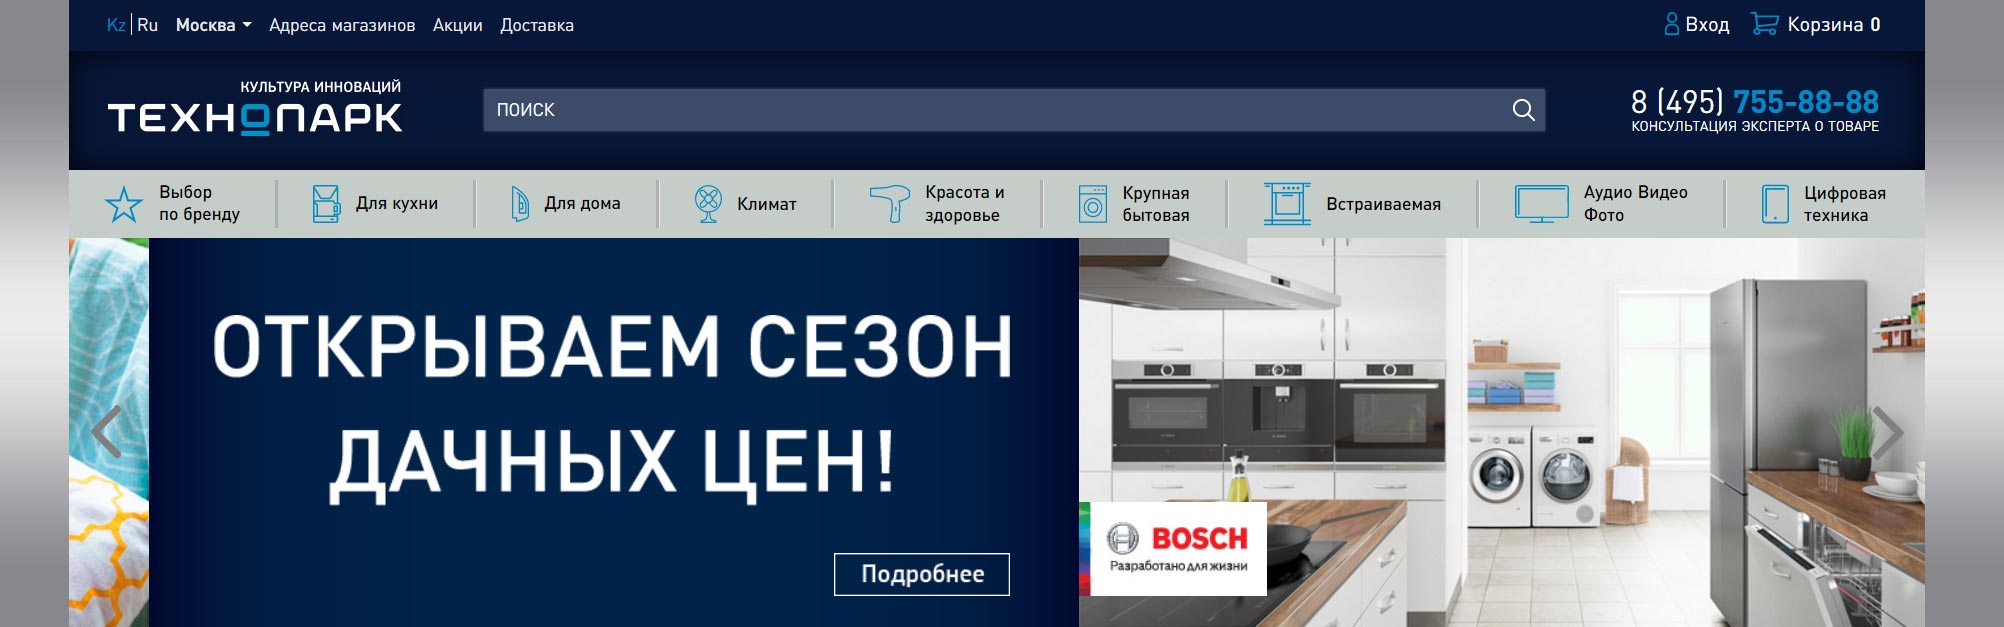 Kz Ru Москва Адреса магазинов Акции Доставка Вход Корзина 0
КУЛЬТУРА ИННОВАЦИЙ
ТЕХНОПАРК
ПОИСК
8 (495) 755-88-88
КОНСУЛЬТАЦИЯ ЭКСПЕРТА О ТОВАРЕ
Выбор
по бренду
Для кухни
Для дома
Климат
Красота и
здоровье
Крупная
бытовая
Встраиваемая
Аудио Видео
Фото
Цифровая
техника
ОТКРЫВАЕМ СЕЗОН
ДАЧНЫХ ЦЕН!
Подробнее
BOSCH
Разработано для жизни